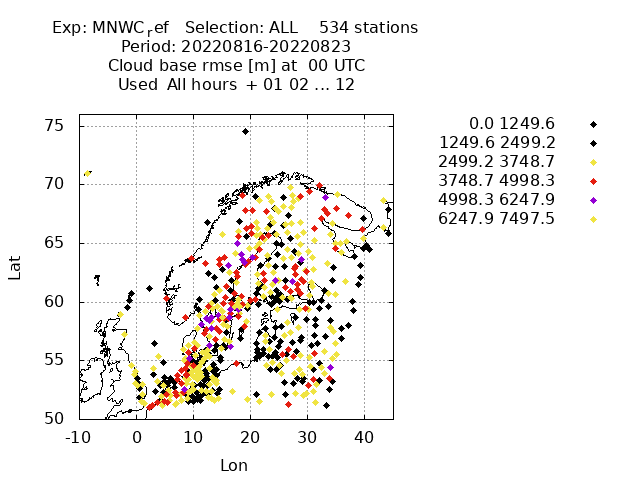 Exp: MNWCref Selection: ALL 534 stations
Period: 20220816-20220823
Cloud base rmse [m] at 00 UTC
Used All hours + 01 02 ... 12
0.0 1249.6
1249.6 2499.2
2499.2 3748.7
3748.7 4998.3
4998.3 6247.9
6247.9 7497.5
75
70
65
60
55
50
Lat
-10 0 10 20 30 40
Lon